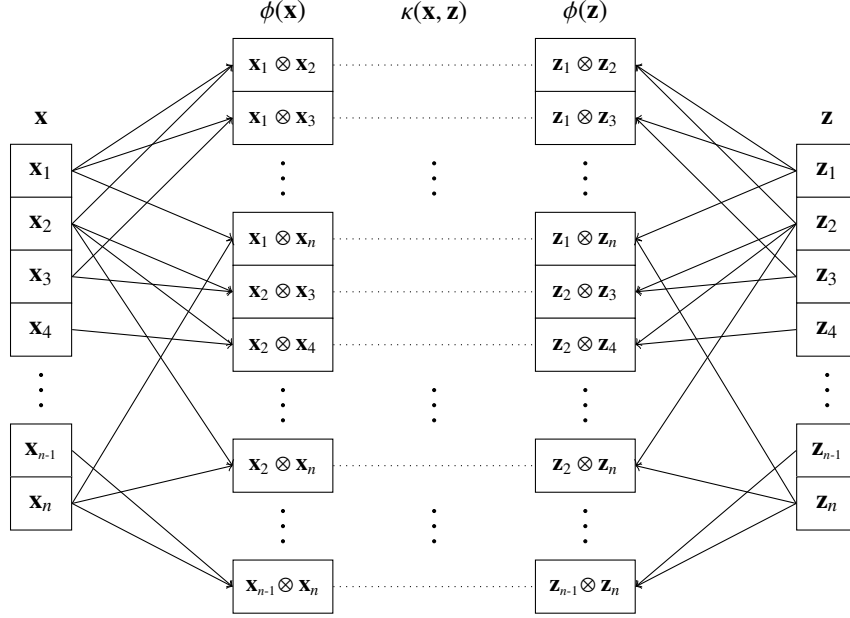 ϕ(x) κ(x, z) ϕ(z)
x
x₁
x₂
x₃
x₄
⋮
xₙ₋₁
xₙ
x₁ ⊗ x₂
x₁ ⊗ x₃
⋮
x₁ ⊗ xₙ
x₂ ⊗ x₃
x₂ ⊗ x₄
⋮
x₂ ⊗ xₙ
⋮
xₙ₋₁ ⊗ xₙ
⋮
⋮
⋮
z₁ ⊗ z₂
z₁ ⊗ z₃
⋮
z₁ ⊗ zₙ
z₂ ⊗ z₃
z₂ ⊗ z₄
⋮
z₂ ⊗ zₙ
⋮
zₙ₋₁ ⊗ zₙ
z
z₁
z₂
z₃
z₄
⋮
zₙ₋₁
zₙ